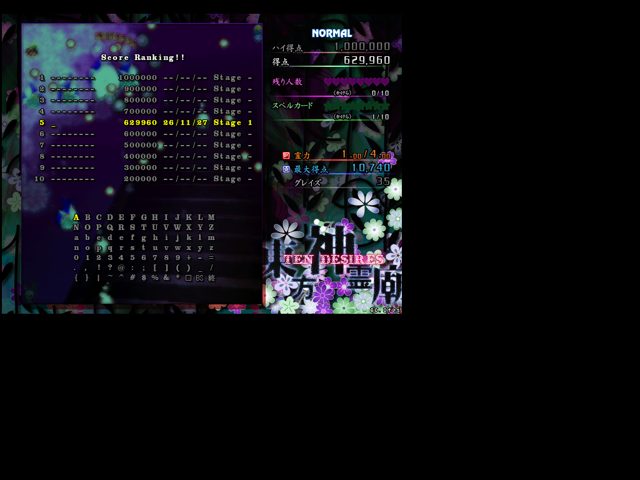 Score Ranking!!
1 -------- 1000000 --/--/-- Stage -
2 -------- 900000 --/--/-- Stage -
3 -------- 800000 --/--/-- Stage -
4 -------- 700000 --/--/-- Stage -
5 _ 629960 26/11/27 Stage 1
6 -------- 600000 --/--/-- Stage -
7 -------- 500000 --/--/-- Stage -
8 -------- 400000 --/--/-- Stage -
9 -------- 300000 --/--/-- Stage -
10 -------- 200000 --/--/-- Stage -
A B C D E F G H I J K L M
N O P Q R S T U V W X Y Z
a b c d e f g h i j k l m
n o p q r s t u v w x y z
0 1 2 3 4 5 6 7 8 9 + - =
. , ! ? @ : ; [ ] ( ) _ /
{ } | ~ ^ # $ % & * 終
NORMAL
ハイ得点 1,000,000
得点 629,960
残り人数
0/10
スペルカード
1/10
霊力 1.00/4.00
最大得点 10,740
グレイズ 35
東方神霊廟
TEN DESIRES